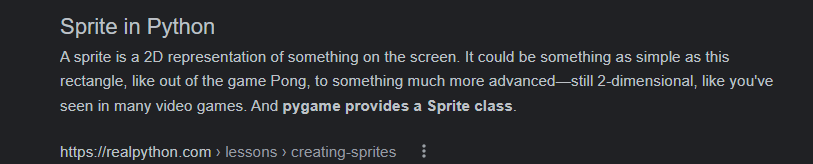 Sprite in Python
A sprite is a 2D representation of something on the screen. It could be something as simple as this
rectangle, like out of the game Pong, to something much more advanced—still 2-dimensional, like you've
seen in many video games. And pygame provides a Sprite class.
https://realpython.com › lessons › creating-sprites